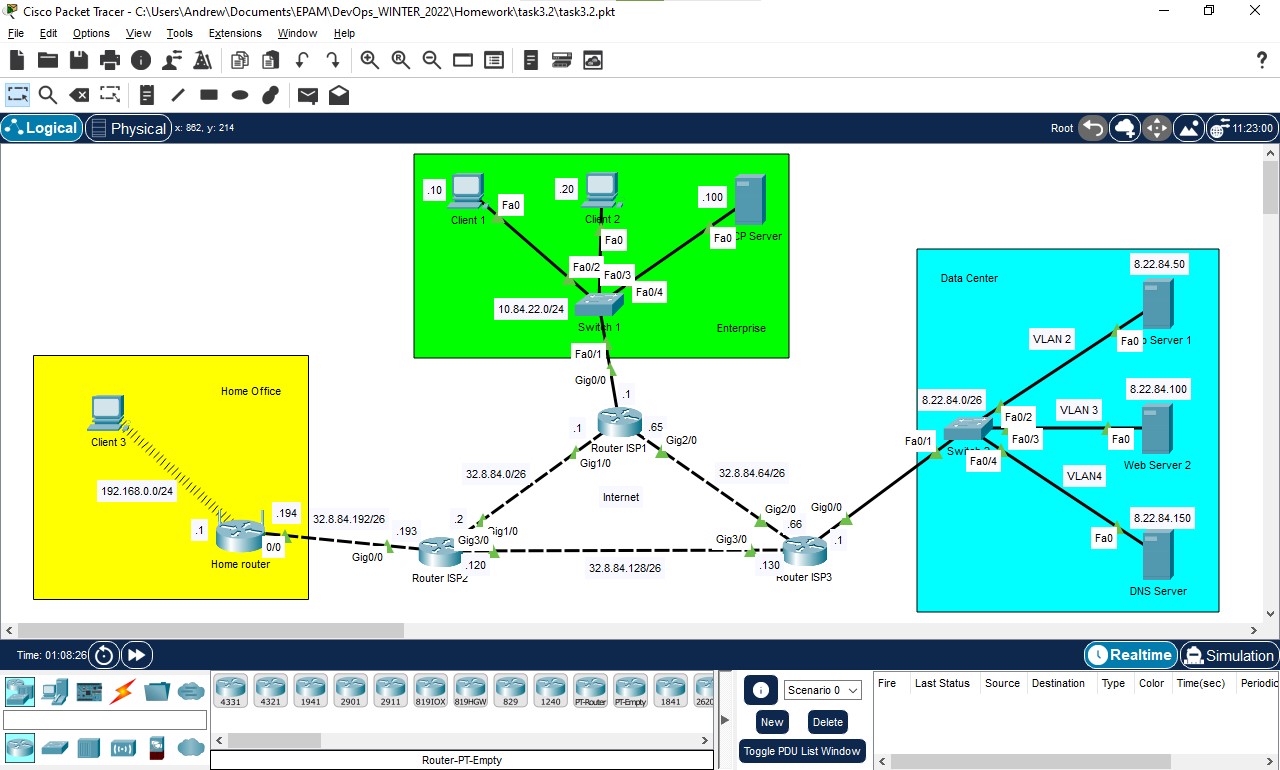 Cisco Packet Tracer - C:\Users\Andrew\Documents\EPAM\DevOps_WINTER_2022\Homework\task3.2\task3.2.pkt
File Edit Options View Tools Extensions Window Help
Logical Physical x: 862, y: 214 Root 11:23:00
.10 Fa0 Client 1
.20 Client 2 Fa0
.100 Fa0 CP Server
Fa0/2 Fa0/3 Fa0/4
10.84.22.0/24 Switch 1 Enterprise
Fa0/1
Gig0/0
.1
.1 Router ISP1 .65
Gig1/0 Gig2/0
32.8.84.0/26 32.8.84.64/26
Internet
Home Office
Client 3
192.168.0.0/24
.1 .194
Home router 0/0
32.8.84.192/26 .193
Gig0/0
.2 Gig1/0
Gig3/0
Router ISP2 .120
32.8.84.128/26
Gig2/0 Gig0/0
.66
Gig3/0 .1
.130 Router ISP3
Data Center
8.22.84.50
VLAN 2 Fa0 Server 1
8.22.84.0/26
8.22.84.100
VLAN 3 Fa0 Web Server 2
Fa0/1 Fa0/2 Fa0/3 Fa0/4
VLAN4
8.22.84.150
Fa0 DNS Server
Time: 01:08:26 Realtime Simulation
4331 4321 1941 2901 2911 819IOX 819HGW 829 1240 PT-Router PT-Empty 1841 2620
Router-PT-Empty
Scenario 0
New Delete
Toggle PDU List Window
Fire Last Status Source Destination Type Color Time(sec) Periodic